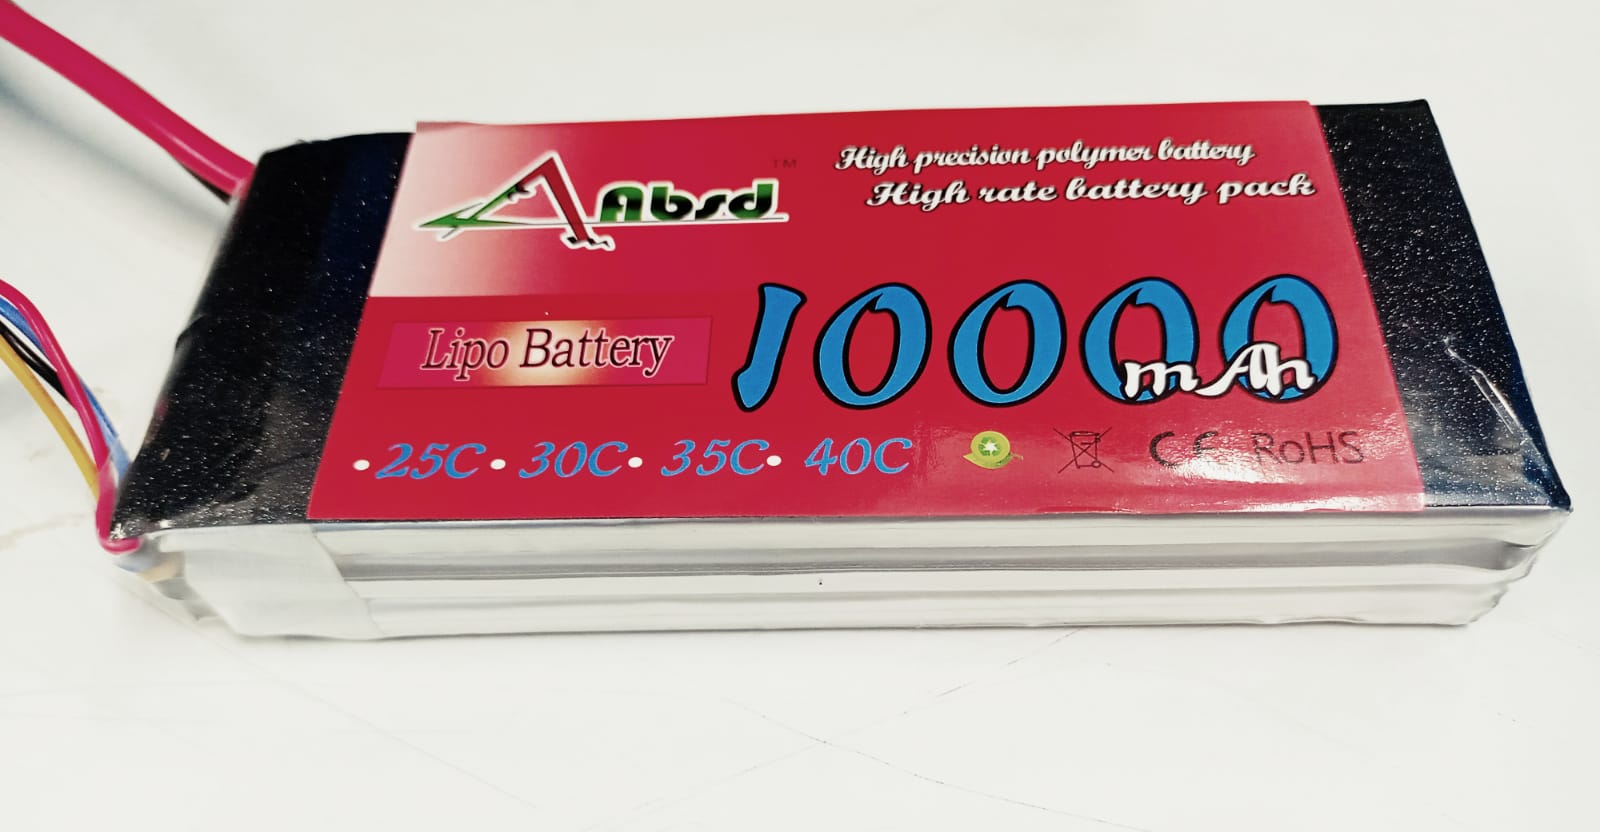 Absd TM
High precision polymer battery
High rate battery pack
Lipo Battery
10000
mAh
• 25C • 30C • 35C • 40C
CE RoHS